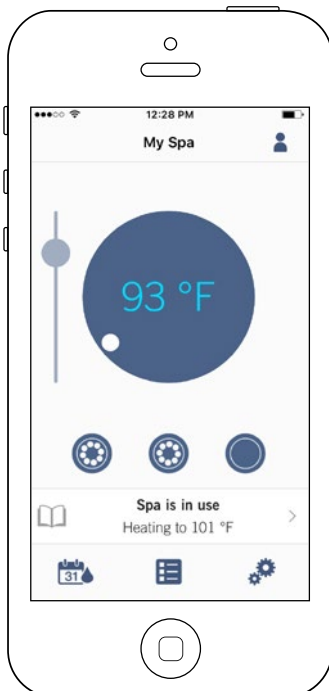 12:28 PM
My Spa
93 °F
Spa is in use
Heating to 101 °F
31